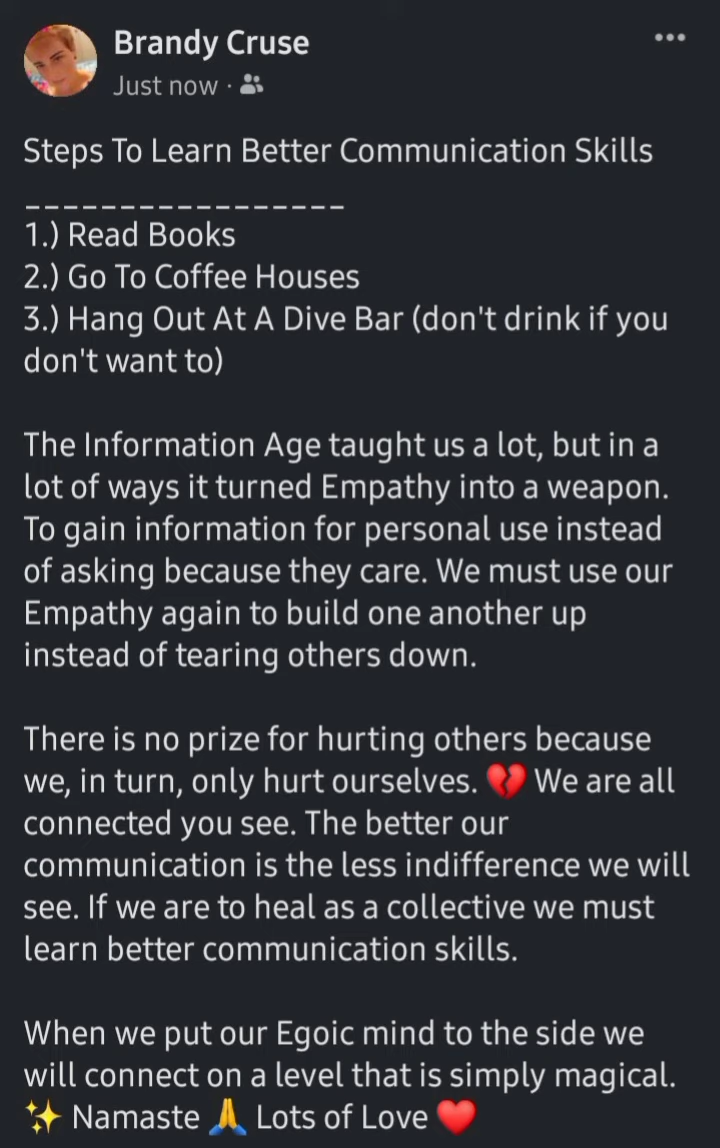 Brandy Cruse
Just now ·
Steps To Learn Better Communication Skills
_________________
1.) Read Books
2.) Go To Coffee Houses
3.) Hang Out At A Dive Bar (don't drink if you
don't want to)
The Information Age taught us a lot, but in a
lot of ways it turned Empathy into a weapon.
To gain information for personal use instead
of asking because they care. We must use our
Empathy again to build one another up
instead of tearing others down.
There is no prize for hurting others because
we, in turn, only hurt ourselves. 💔 We are all
connected you see. The better our
communication is the less indifference we will
see. If we are to heal as a collective we must
learn better communication skills.
When we put our Egoic mind to the side we
will connect on a level that is simply magical.
✨ Namaste 🙏 Lots of Love ❤️